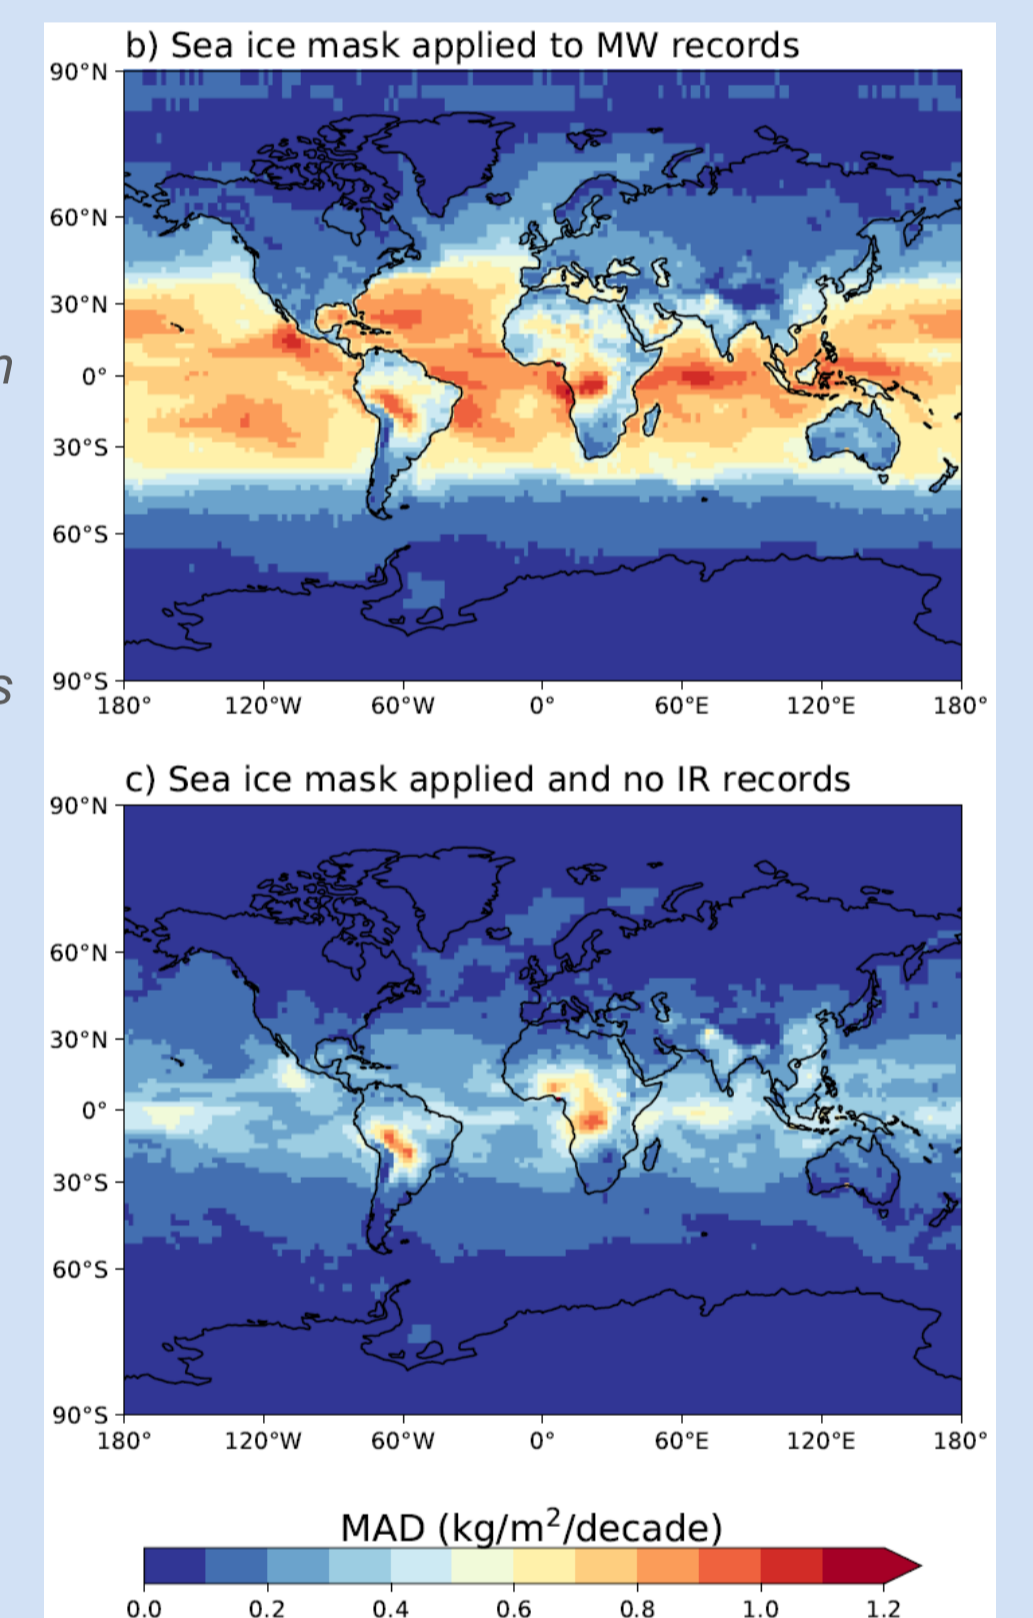 b) Sea ice mask applied to MW records
90°N
60°N
30°N
0°
30°S
60°S
90°S
180° 120°W 60°W 0° 60°E 120°E 180°
c) Sea ice mask applied and no IR records
90°N
60°N
30°N
0°
30°S
60°S
90°S
180° 120°W 60°W 0° 60°E 120°E 180°
MAD (kg/m²/decade)
0.0 0.2 0.4 0.6 0.8 1.0 1.2